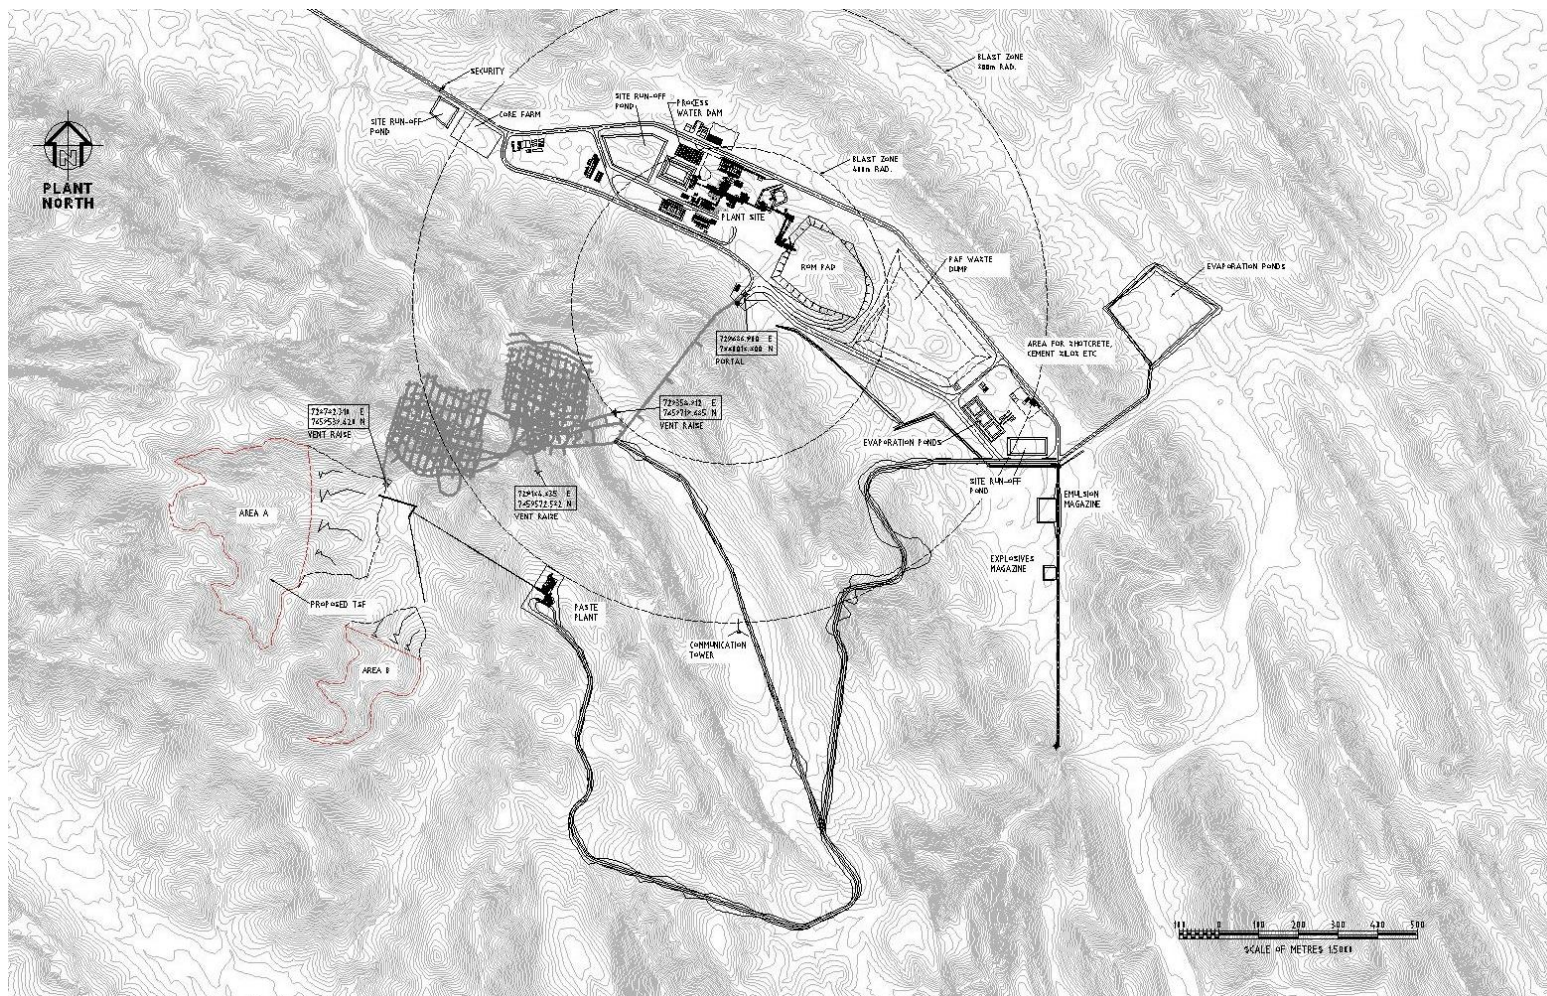 BLAST ZONE
SECURITY
SITE RUN-OFF
POND
PROCESS
WATER DAM
CORE FARM
SITE RUN-OFF
POND
BLAST ZONE
400m RAD.
N
PLANT
NORTH
PLANT SITE
PAF WASTE
DUMP
ROM PAD
EVAPORATION PONDS
PORTAL
AREA FOR SHOTCRETE,
CEMENT SILOS ETC
VENT RAISE
VENT RAISE
EVAPORATION PONDS
SITE RUN-OFF
POND
EMULSION
MAGAZINE
AREA A
VENT RAISE
EXPLOSIVES
MAGAZINE
PROPOSED TSF
PASTE
PLANT
COMMUNICATION
TOWER
AREA B
100 0 100 200 300 400 500
SCALE OF METRES